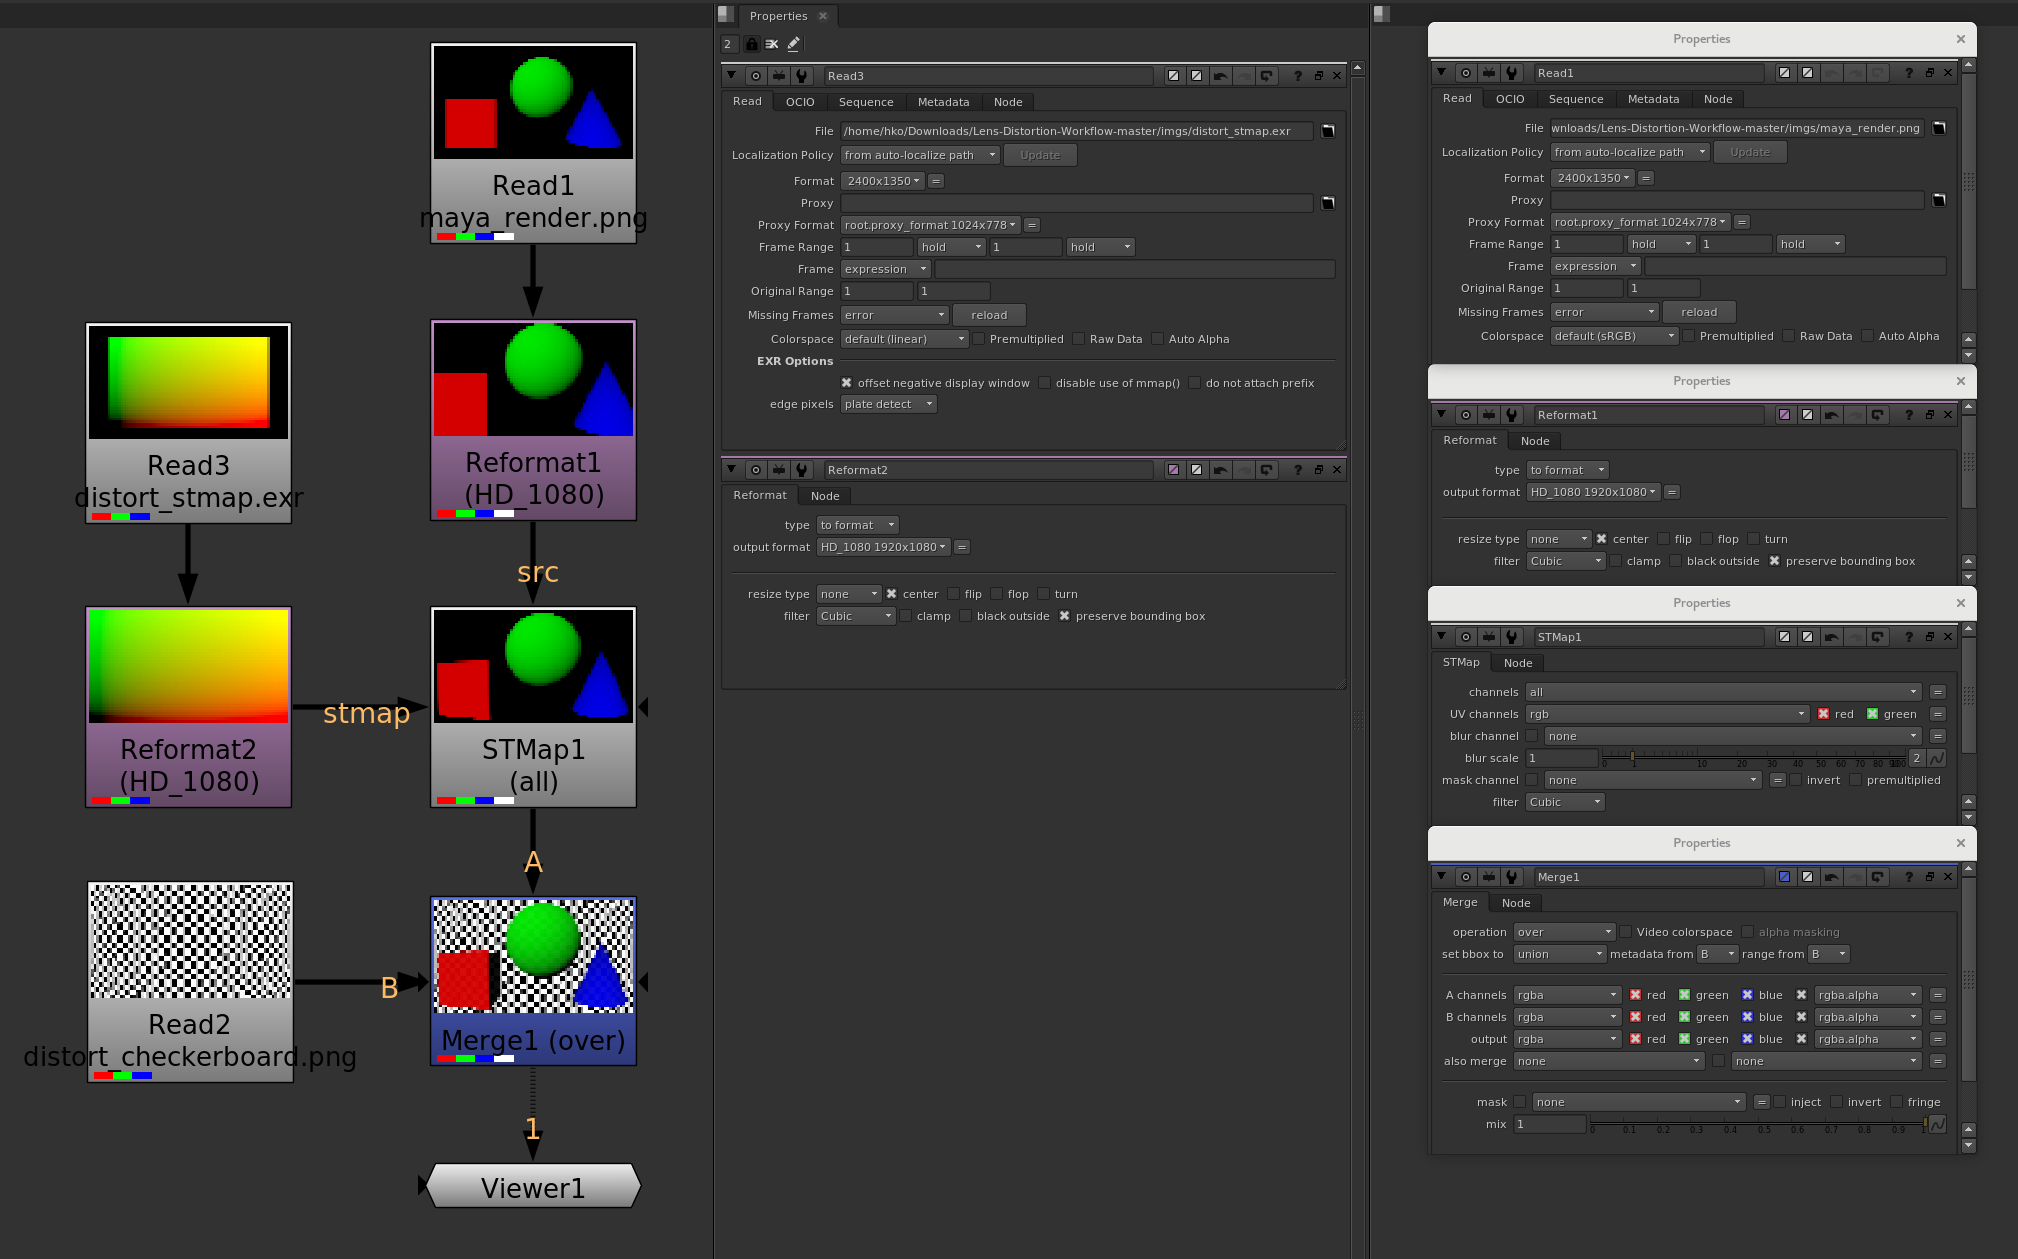 Read1
maya_render.png
Read3
distort_stmap.exr
Reformat1
(HD_1080)
src
Reformat2
(HD_1080)
stmap
STMap1
(all)
A
Read2
distort_checkerboard.png
B
Merge1 (over)
1
Viewer1
Properties
2
Read3
?
Read OCIO Sequence Metadata Node
File /home/hko/Downloads/Lens-Distortion-Workflow-master/imgs/distort_stmap.exr
Localization Policy from auto-localize path Update
Format 2400x1350 =
Proxy
Proxy Format root.proxy_format 1024x778 =
Frame Range 1 hold 1 hold
Frame expression
Original Range 1 1
Missing Frames error reload
Colorspace default (linear) Premultiplied Raw Data Auto Alpha
EXR Options
offset negative display window disable use of mmap() do not attach prefix
edge pixels plate detect
Reformat2 ?
Reformat Node
type to format
output format HD_1080 1920x1080 =
resize type none center flip flop turn
filter Cubic clamp black outside preserve bounding box
Properties
Read1 ?
Read OCIO Sequence Metadata Node
File wnloads/Lens-Distortion-Workflow-master/imgs/maya_render.png
Localization Policy from auto-localize path Update
Format 2400x1350 =
Proxy
Proxy Format root.proxy_format 1024x778 =
Frame Range 1 hold 1 hold
Frame expression
Original Range 1 1
Missing Frames error reload
Colorspace default (sRGB) Premultiplied Raw Data Auto Alpha
Properties
Reformat1 ?
Reformat Node
type to format
output format HD_1080 1920x1080 =
resize type none center flip flop turn
filter Cubic clamp black outside preserve bounding box
Properties
STMap1 ?
STMap Node
channels all =
UV channels rgb red green =
blur channel none =
blur scale 1 0 1 10 20 30 40 50 60 70 80 2
mask channel none = invert premultiplied
filter Cubic
Properties
Merge1 ?
Merge Node
operation over Video colorspace alpha masking
set bbox to union metadata from B range from B
A channels rgba red green blue rgba.alpha =
B channels rgba red green blue rgba.alpha =
output rgba red green blue rgba.alpha =
also merge none none =
mask none = inject invert fringe
mix 1 0 0.1 0.2 0.3 0.4 0.5 0.6 0.7 0.8 0.9 1